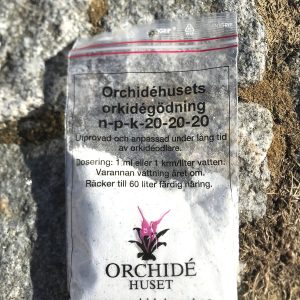 Orchidéhusets
orkidégödning
n-p-k-20-20-20
Utprovad och anpassad under lång tid
av orkidéodlare.
Dosering: 1 ml eller 1 krm/liter vatten.
Varannan vattning året om.
Räcker till 60 liter färdig näring.
ORCHIDÉ
HUSET